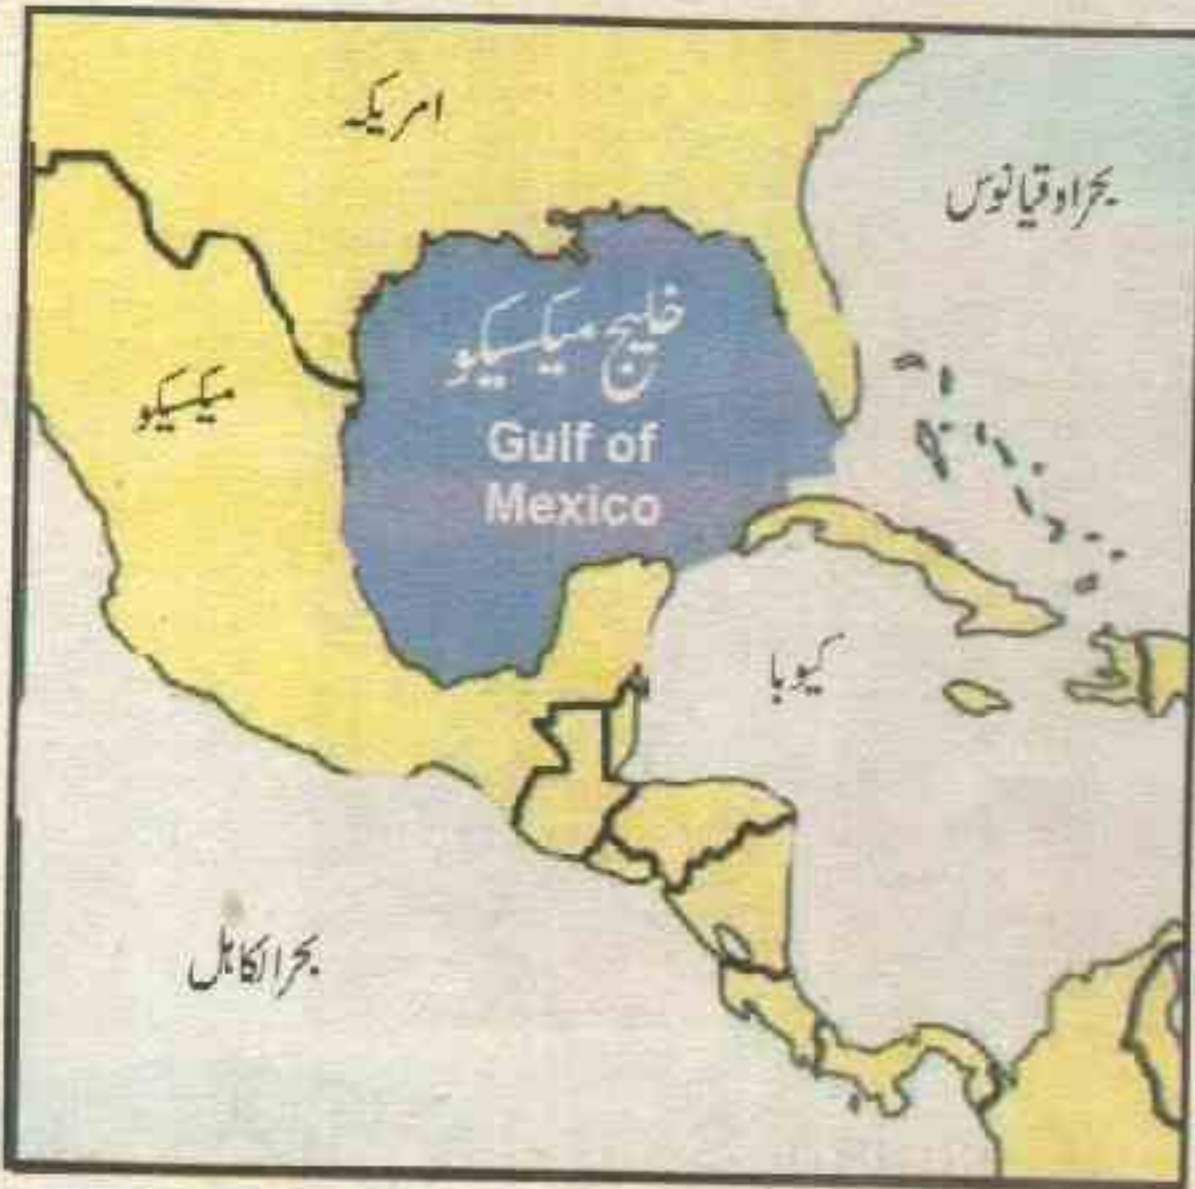 امریکہ
بحراوقیانوس
خلیج میکسیکو
Gulf of
Mexico
میکسیکو
کیوبا
بحرالکاہل